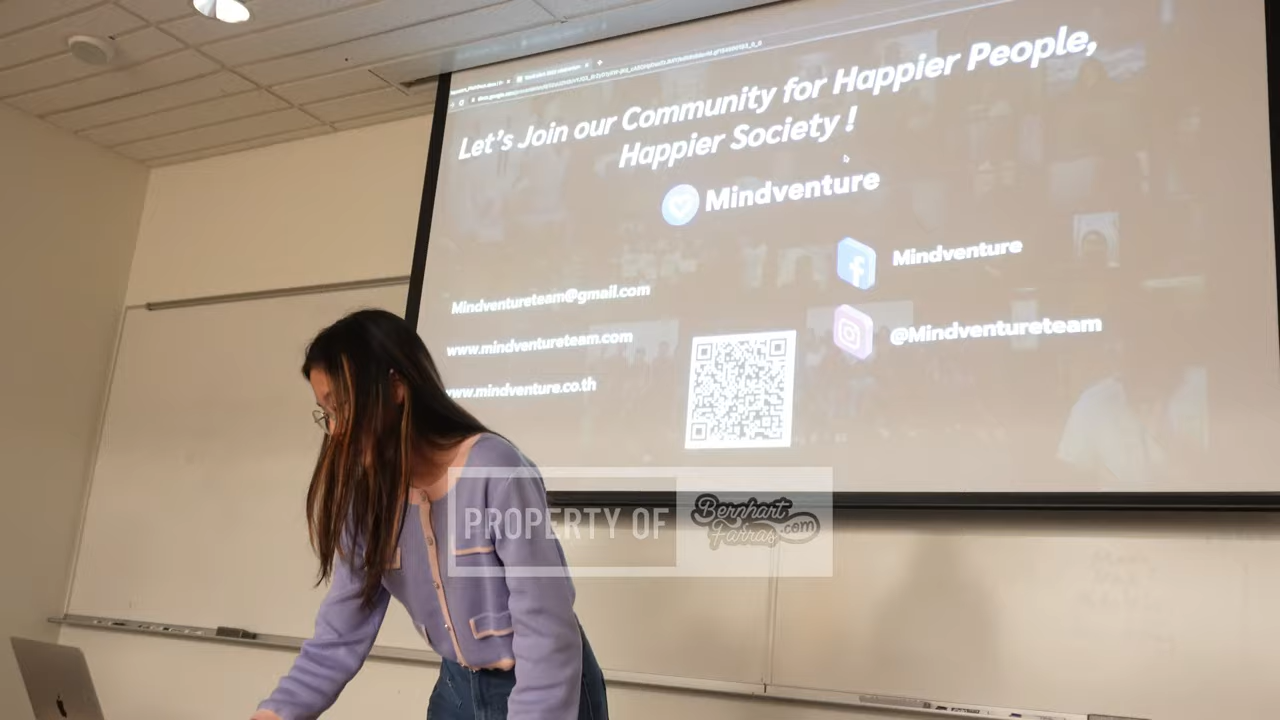 Let's Join our Community for Happier People,
Happier Society !
Mindventure
Mindventure
Mindventureteam@gmail.com
@Mindventureteam
www.mindventureteam.com
www.mindventure.co.th
PROPERTY OF
Bernhart
Farras.com